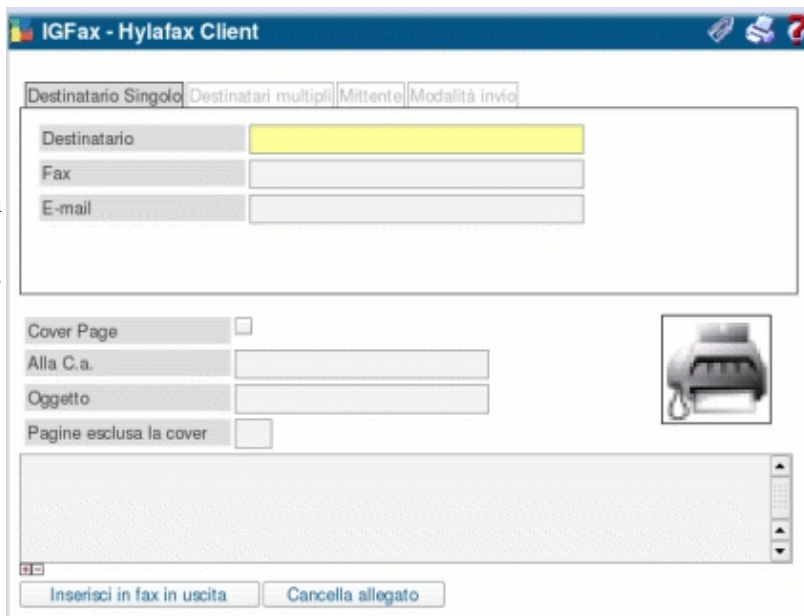 IGFax - Hylafax Client
Destinatario Singolo Destinatari multipli Mittente Modalità invio
Destinatario
Fax
E-mail
Cover Page
Alla C.a.
Oggetto
Pagine esclusa la cover
Inserisci in fax in uscita Cancella allegato